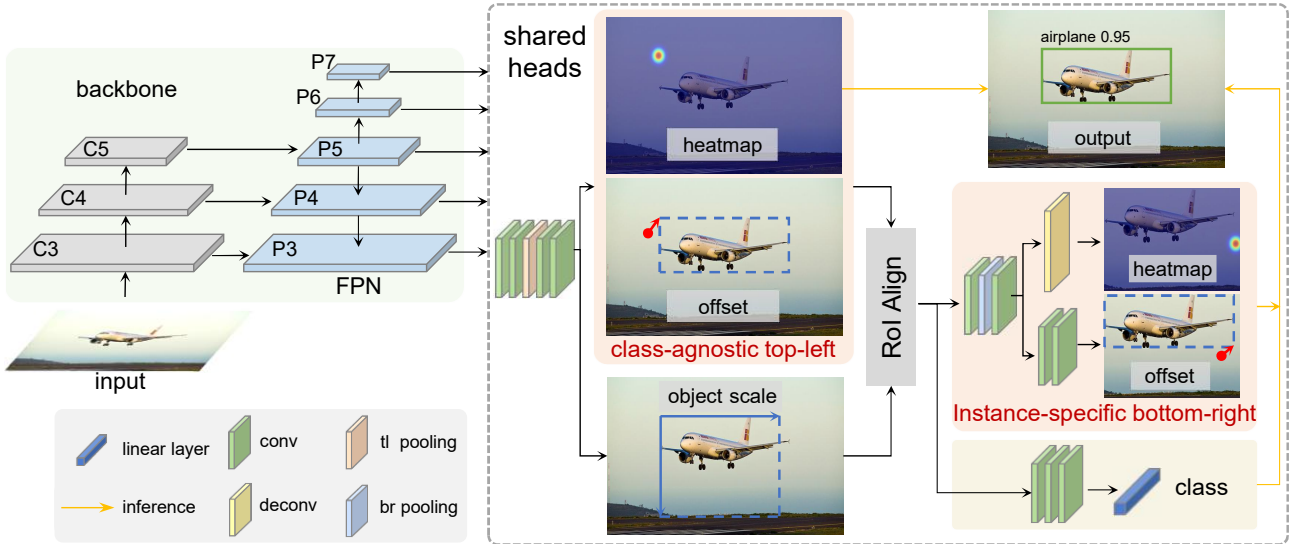 backbone
P7
P6
C5
P5
C4
P4
C3
P3
FPN
input
shared
heads
heatmap
offset
class-agnostic top-left
object scale
RoI Align
airplane 0.95
output
heatmap
offset
Instance-specific bottom-right
class
linear layer
conv
tl pooling
inference
deconv
br pooling